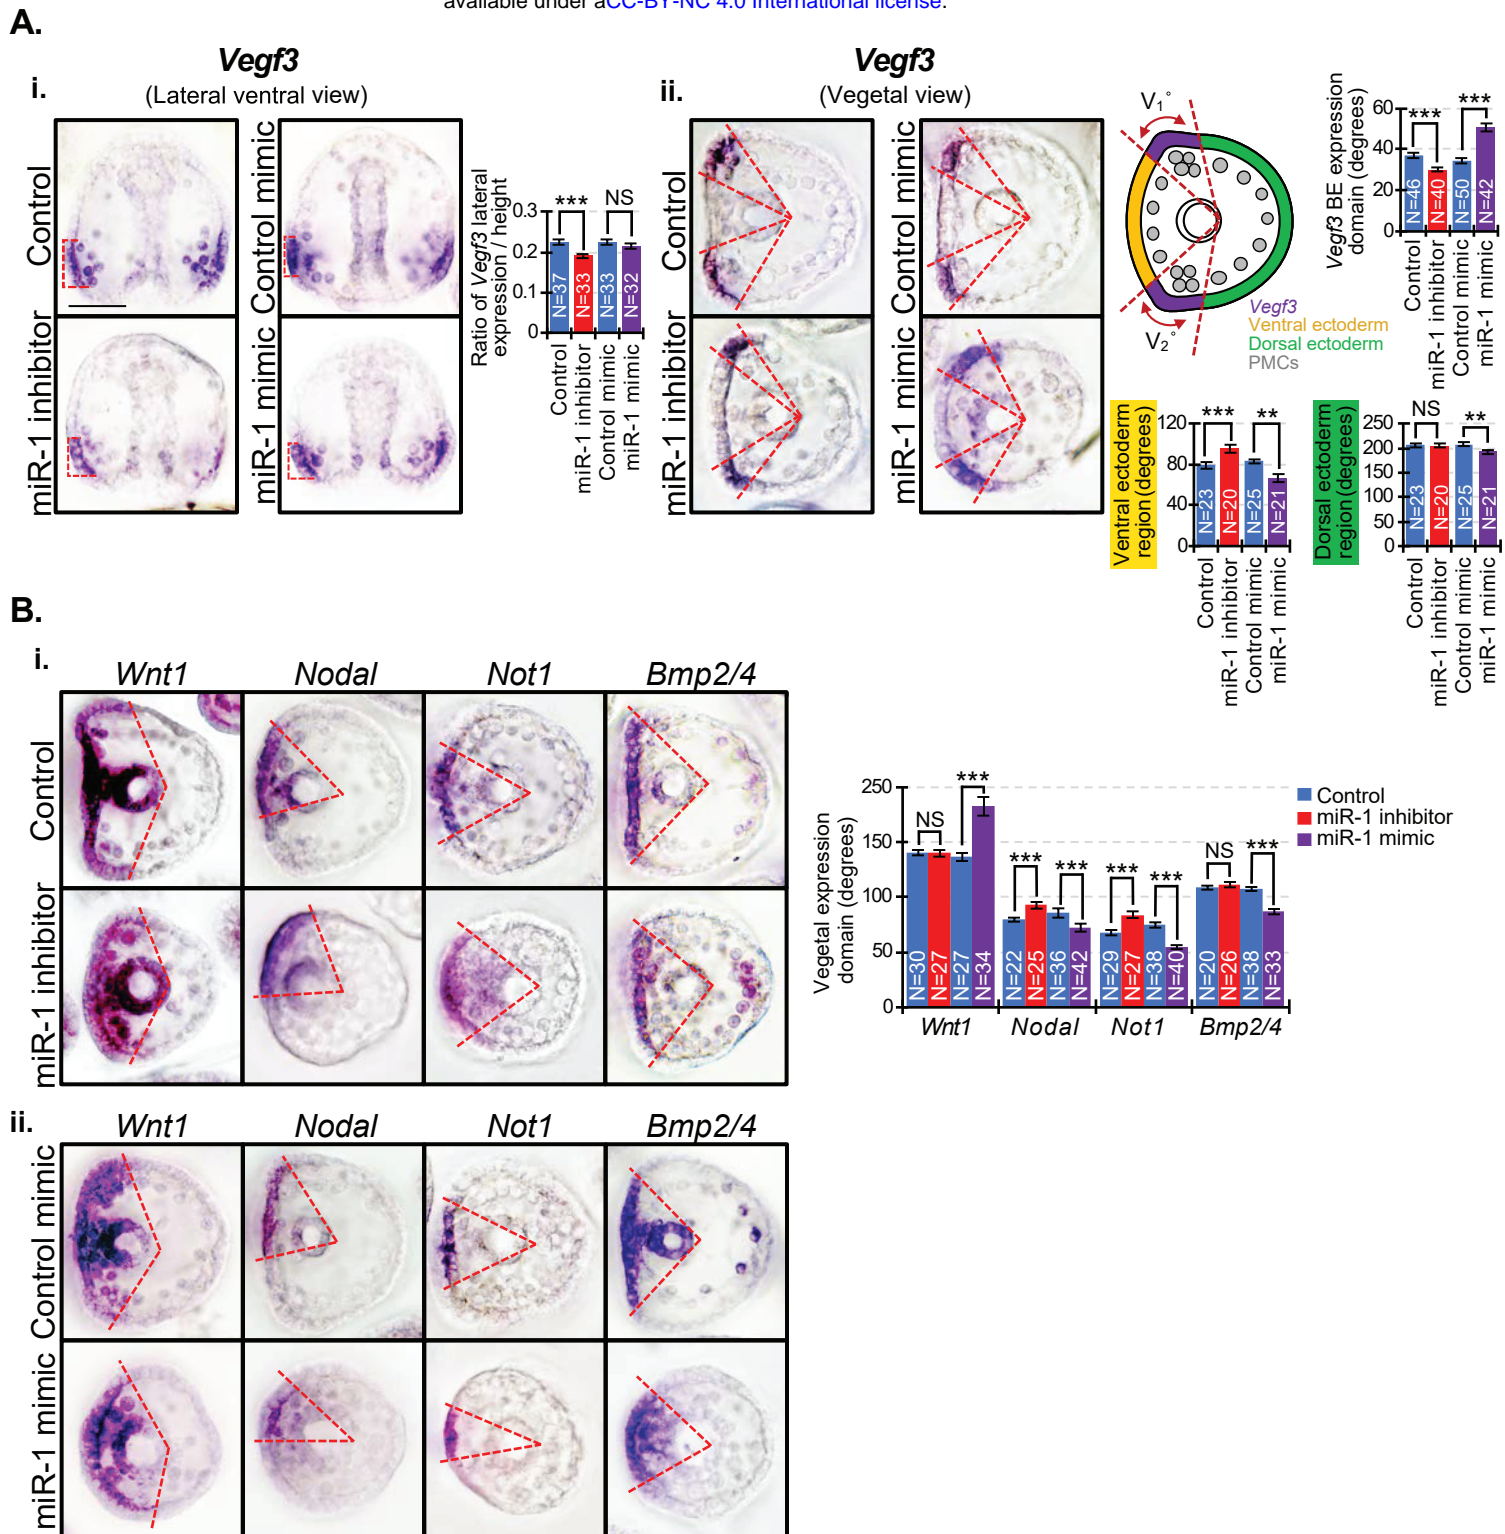 available under aCC-BY-NC 4.0 International license.
A.
i.
Vegf3
(Lateral ventral view)
Control
Control mimic
miR-1 inhibitor
miR-1 mimic
Ratio of Vegf3 lateral
expression / height
0.3
0.2
0.1
0
***
NS
N=37
N=33
N=33
N=32
Control
miR-1 inhibitor
Control mimic
miR-1 mimic
ii.
Vegf3
(Vegetal view)
Control
Control mimic
miR-1 inhibitor
miR-1 mimic
V1°
V2°
Vegf3
Ventral ectoderm
Dorsal ectoderm
PMCs
Vegf3 BE expression
domain (degrees)
60
40
20
0
***
***
N=46
N=40
N=50
N=42
Control
miR-1 inhibitor
Control mimic
miR-1 mimic
Ventral ectoderm
region (degrees)
120
80
40
0
***
**
N=23
N=20
N=25
N=21
Control
miR-1 inhibitor
Control mimic
miR-1 mimic
Dorsal ectoderm
region (degrees)
250
200
150
100
50
0
NS
**
N=23
N=20
N=25
N=21
Control
miR-1 inhibitor
Control mimic
miR-1 mimic
B.
i.
Wnt1 Nodal Not1 Bmp2/4
Control
miR-1 inhibitor
Vegetal expression
domain (degrees)
250
150
100
50
0
NS
***
***
***
***
***
NS
***
N=30
N=27
N=27
N=34
N=22
N=25
N=36
N=42
N=29
N=27
N=38
N=40
N=20
N=26
N=38
N=33
Wnt1 Nodal Not1 Bmp2/4
Control
miR-1 inhibitor
miR-1 mimic
ii.
Wnt1 Nodal Not1 Bmp2/4
Control mimic
miR-1 mimic